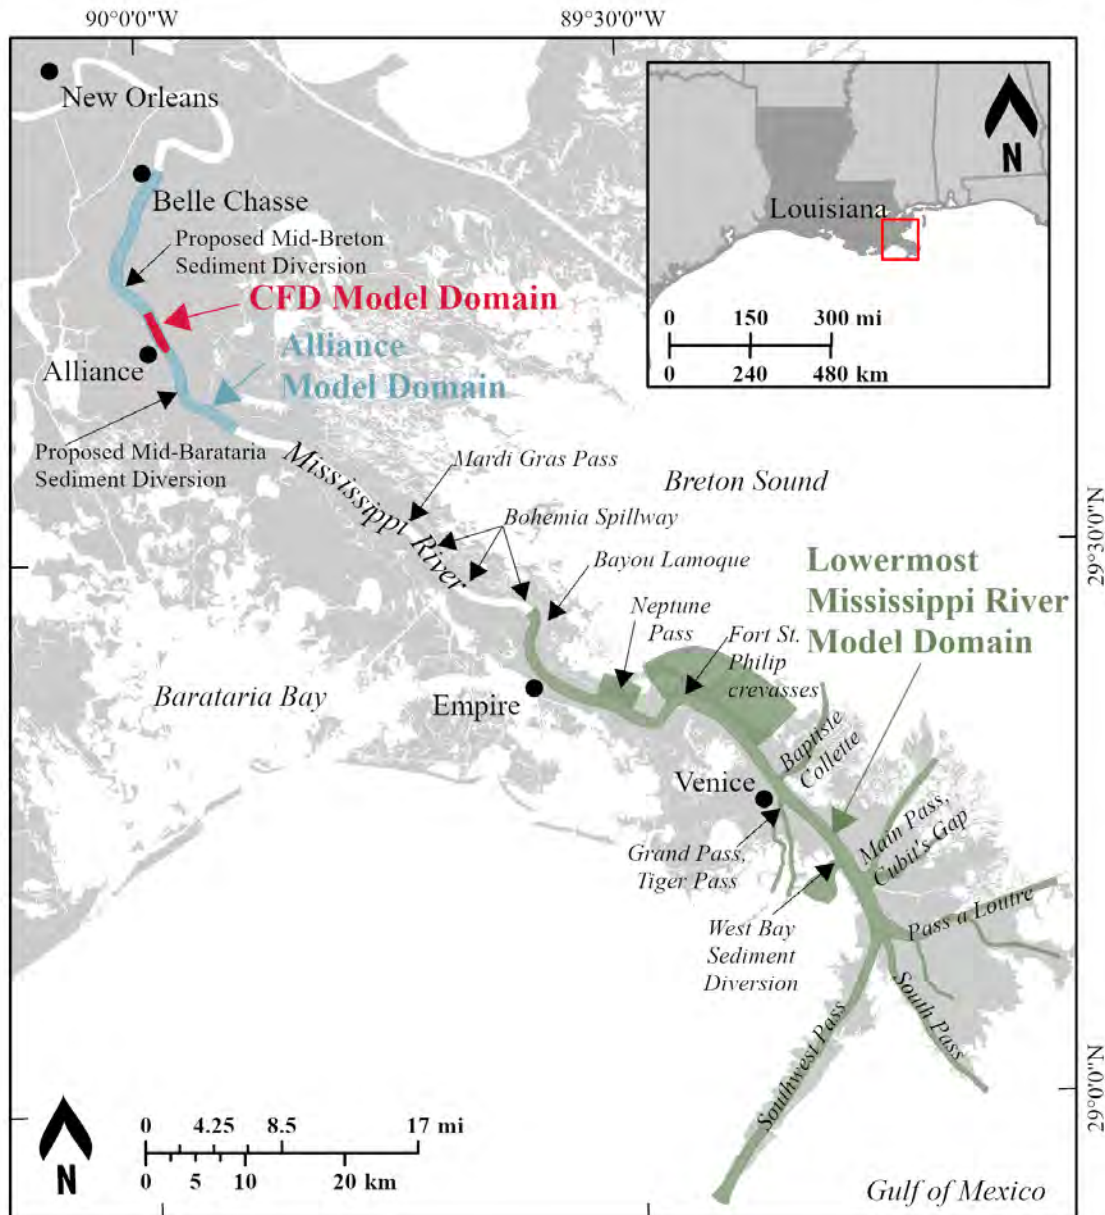 90°0'0"W
89°30'0"W
New Orleans
Belle Chasse
Proposed Mid-Breton
Sediment Diversion
CFD Model Domain
Alliance
Alliance
Model Domain
Proposed Mid-Barataria
Sediment Diversion
Louisiana
N
0 150 300 mi
0 240 480 km
Mississippi River
Mardi Gras Pass
Breton Sound
Bohemia Spillway
Bayou Lamoque
29°30'0"N
Lowermost
Mississippi River
Model Domain
Neptune
Pass
Fort St.
Philip
crevasses
Barataria Bay
Empire
Baptiste
Collette
Venice
Main Pass,
Cubit's Gap
Grand Pass,
Tiger Pass
West Bay
Sediment
Diversion
Pass a Loutre
South Pass
Southwest Pass
29°0'0"N
N
0 4.25 8.5 17 mi
0 5 10 20 km
Gulf of Mexico